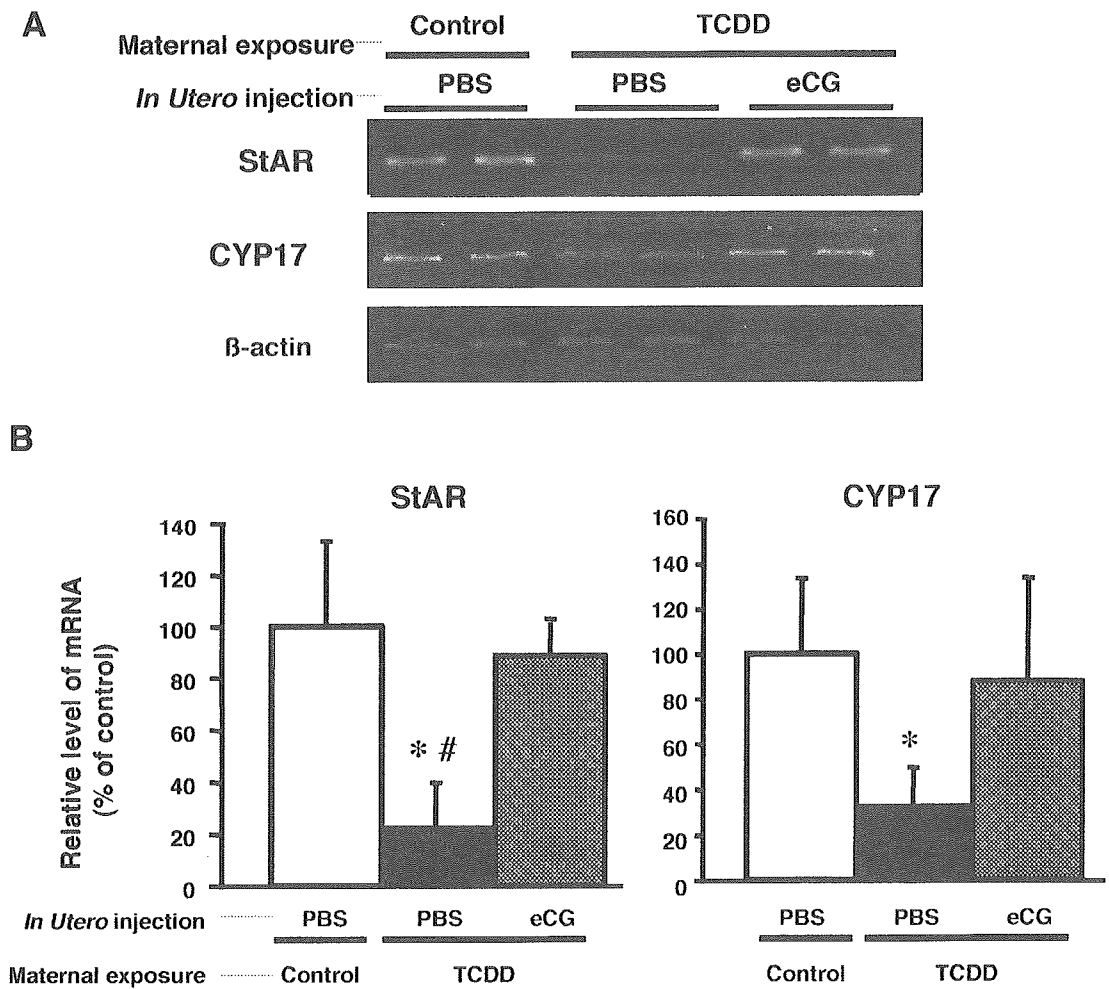 A
Control TCDD
Maternal exposure
PBS PBS eCG
In Utero injection
StAR
CYP17
ß-actin
B
StAR
CYP17
Relative level of mRNA
(% of control)
140
120
100
80
60
40
20
0
* #
160
140
120
100
80
60
40
20
0
*
In Utero injection PBS PBS eCG PBS PBS eCG
Maternal exposure Control TCDD Control TCDD